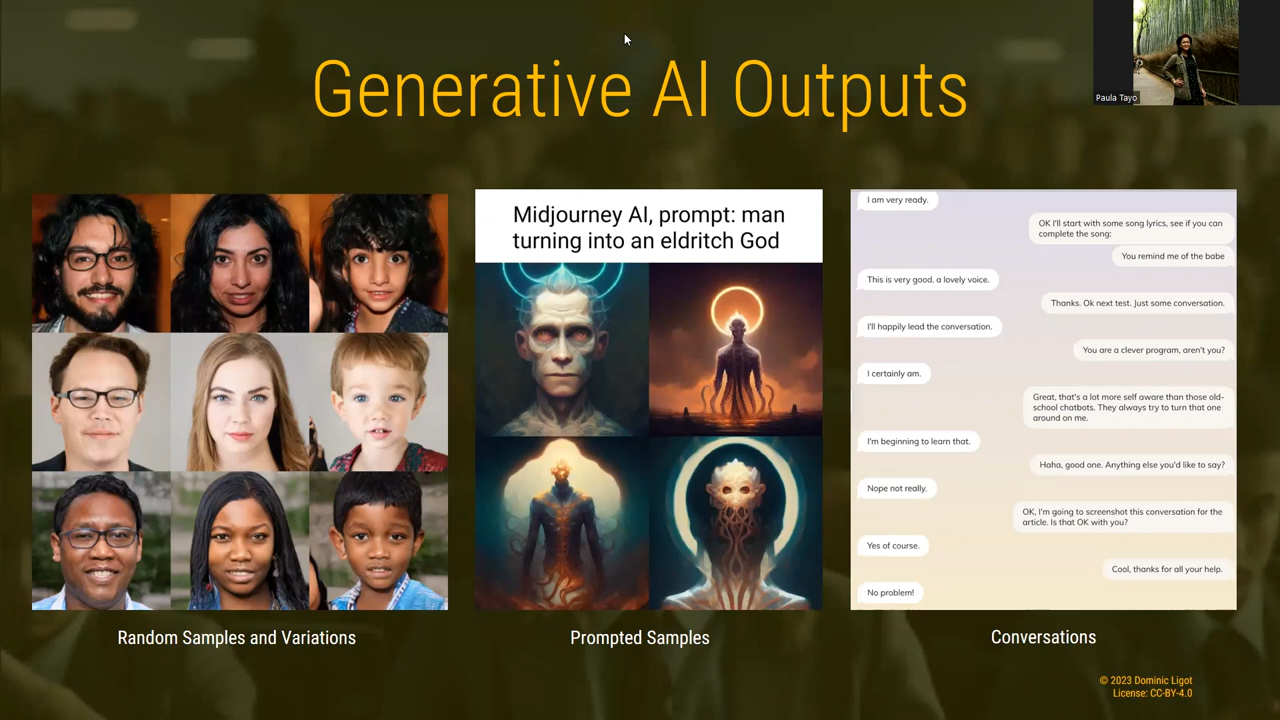 Generative AI Outputs
Paula Tayo
Midjourney AI, prompt: man
turning into an eldritch God
I am very ready.
OK I'll start with some song lyrics, see if you can
complete the song:
You remind me of the babe
This is very good. a lovely voice.
Thanks. Ok next test. Just some conversation.
I'll happily lead the conversation.
You are a clever program, aren't you?
I certainly am.
Great, that's a lot more self aware than those old-
school chatbots. They always try to turn that one
around on me.
I'm beginning to learn that.
Haha, good one. Anything else you'd like to say?
Nope not really.
OK, I'm going to screenshot this conversation for the
article. Is that OK with you?
Yes of course.
Cool, thanks for all your help.
No problem!
Random Samples and Variations
Prompted Samples
Conversations
© 2023 Dominic Ligot
License: CC-BY-4.0